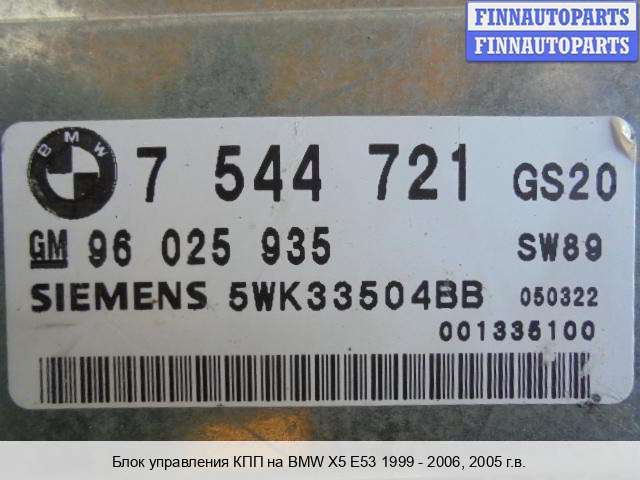 FINNAUTOPARTS
FINNAUTOPARTS
BMW 7 544 721 GS20
GM 96 025 935 SW89
SIEMENS 5WK33504BB 050322
001335100
Блок управления КПП на BMW X5 E53 1999 - 2006, 2005 г.в.